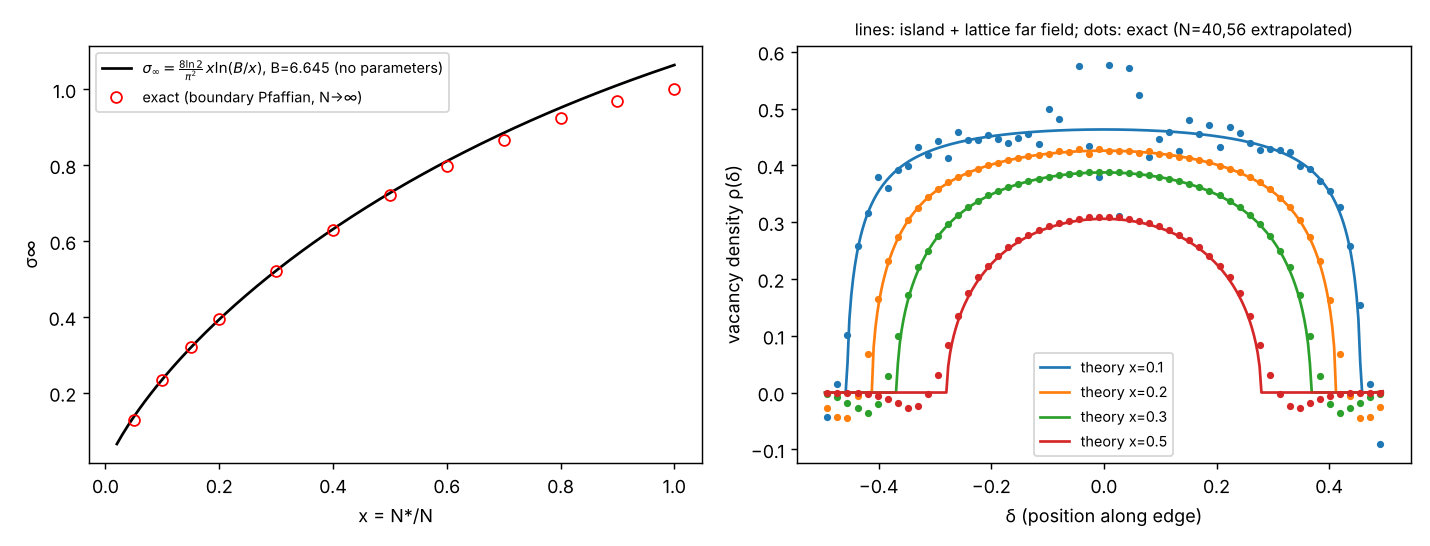 σ∞ = 8 ln 2/π² x ln(B/x), B=6.645 (no parameters)
exact (boundary Pfaffian, N→∞)
1.0
0.8
0.6
0.4
0.2
σ∞
0.0 0.2 0.4 0.6 0.8 1.0
x = N*/N
lines: island + lattice far field; dots: exact (N=40,56 extrapolated)
0.6
0.5
0.4
0.3
0.2
0.1
0.0
−0.1
vacancy density ρ(δ)
theory x=0.1
theory x=0.2
theory x=0.3
theory x=0.5
−0.4 −0.2 0.0 0.2 0.4
δ (position along edge)